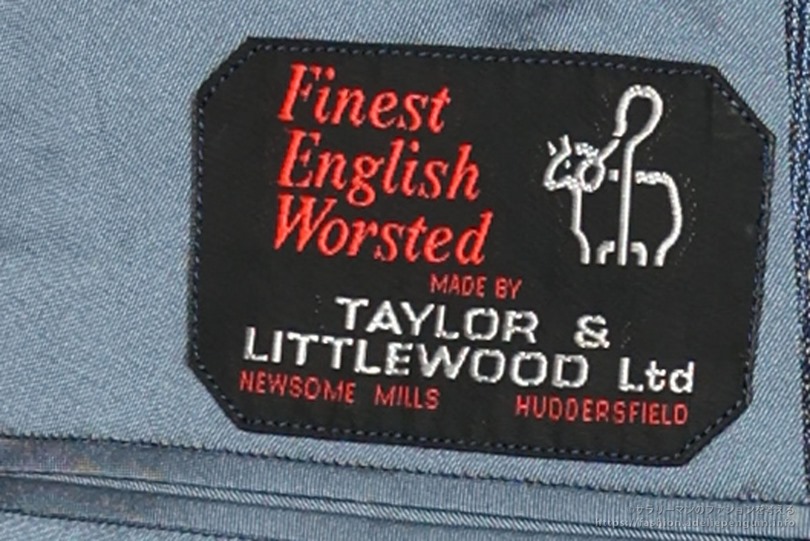 Finest
English
Worsted
MADE BY
TAYLOR &
LITTLEWOOD Ltd
NEWSOME MILLS HUDDERSFIELD